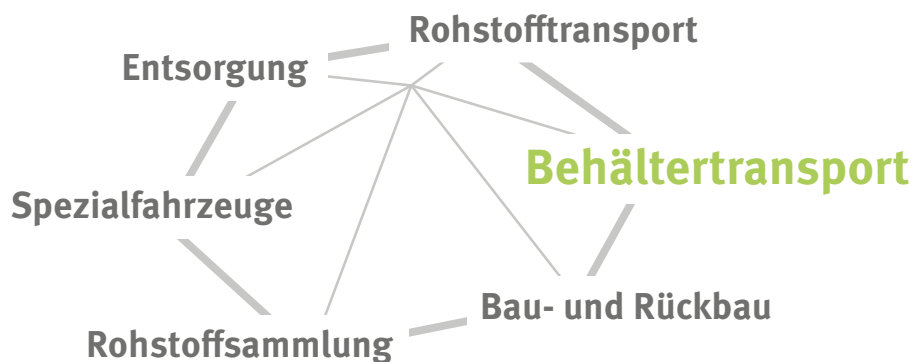 Rohstofftransport
Entsorgung
Behältertransport
Spezialfahrzeuge
Bau- und Rückbau
Rohstoffsammlung